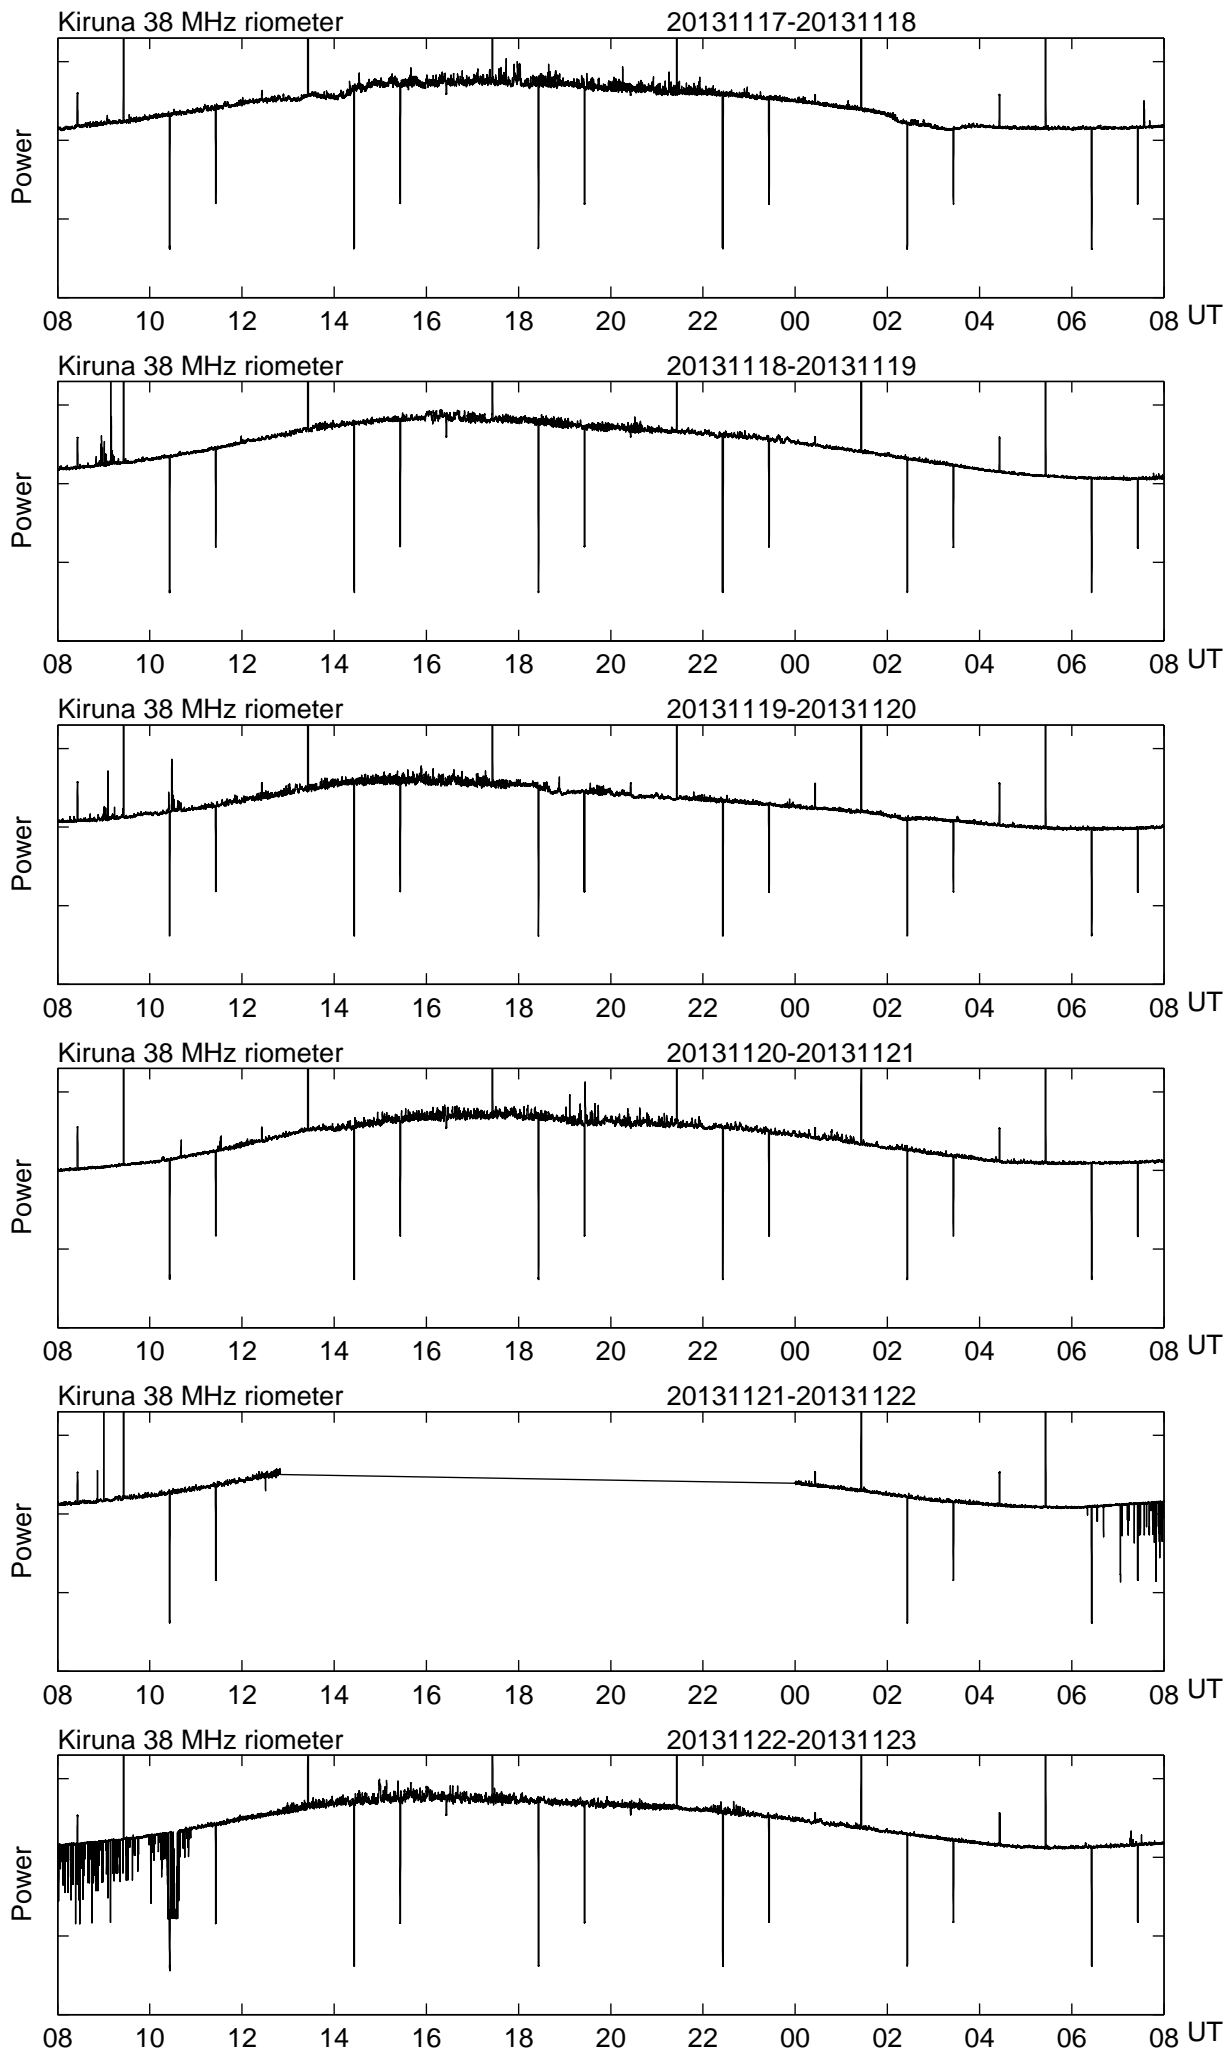 Kiruna 38 MHz riometer 20131117-20131118
Power
08 10 12 14 16 18 20 22 00 02 04 06 08 UT
Kiruna 38 MHz riometer 20131118-20131119
Power
08 10 12 14 16 18 20 22 00 02 04 06 08 UT
Kiruna 38 MHz riometer 20131119-20131120
Power
08 10 12 14 16 18 20 22 00 02 04 06 08 UT
Kiruna 38 MHz riometer 20131120-20131121
Power
08 10 12 14 16 18 20 22 00 02 04 06 08 UT
Kiruna 38 MHz riometer 20131121-20131122
Power
08 10 12 14 16 18 20 22 00 02 04 06 08 UT
Kiruna 38 MHz riometer 20131122-20131123
Power
08 10 12 14 16 18 20 22 00 02 04 06 08 UT